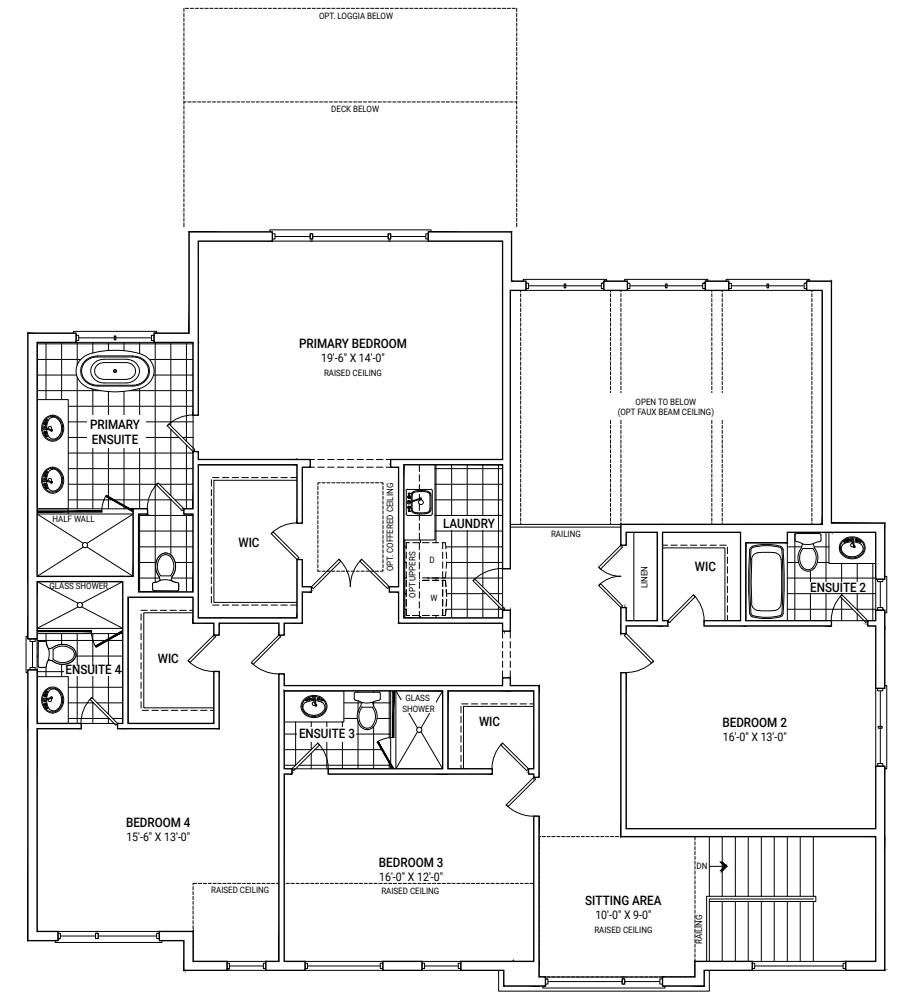 OPT. LOGGIA BELOW
DECK BELOW
PRIMARY BEDROOM
19'-6" X 14'-0"
RAISED CEILING
OPEN TO BELOW
(OPT FAUX BEAM CEILING)
PRIMARY
ENSUITE
HALF WALL
WIC
OPT. COFFERED CEILING
LAUNDRY
OPT UPPERS
D
W
RAILING
LINEN
WIC
ENSUITE 2
GLASS SHOWER
ENSUITE 4
WIC
ENSUITE 3
GLASS
SHOWER
WIC
BEDROOM 2
16'-0" X 13'-0"
BEDROOM 4
15'-6" X 13'-0"
RAISED CEILING
BEDROOM 3
16'-0" X 12'-0"
RAISED CEILING
SITTING AREA
10'-0" X 9-0"
RAISED CEILING
DN
RAILING